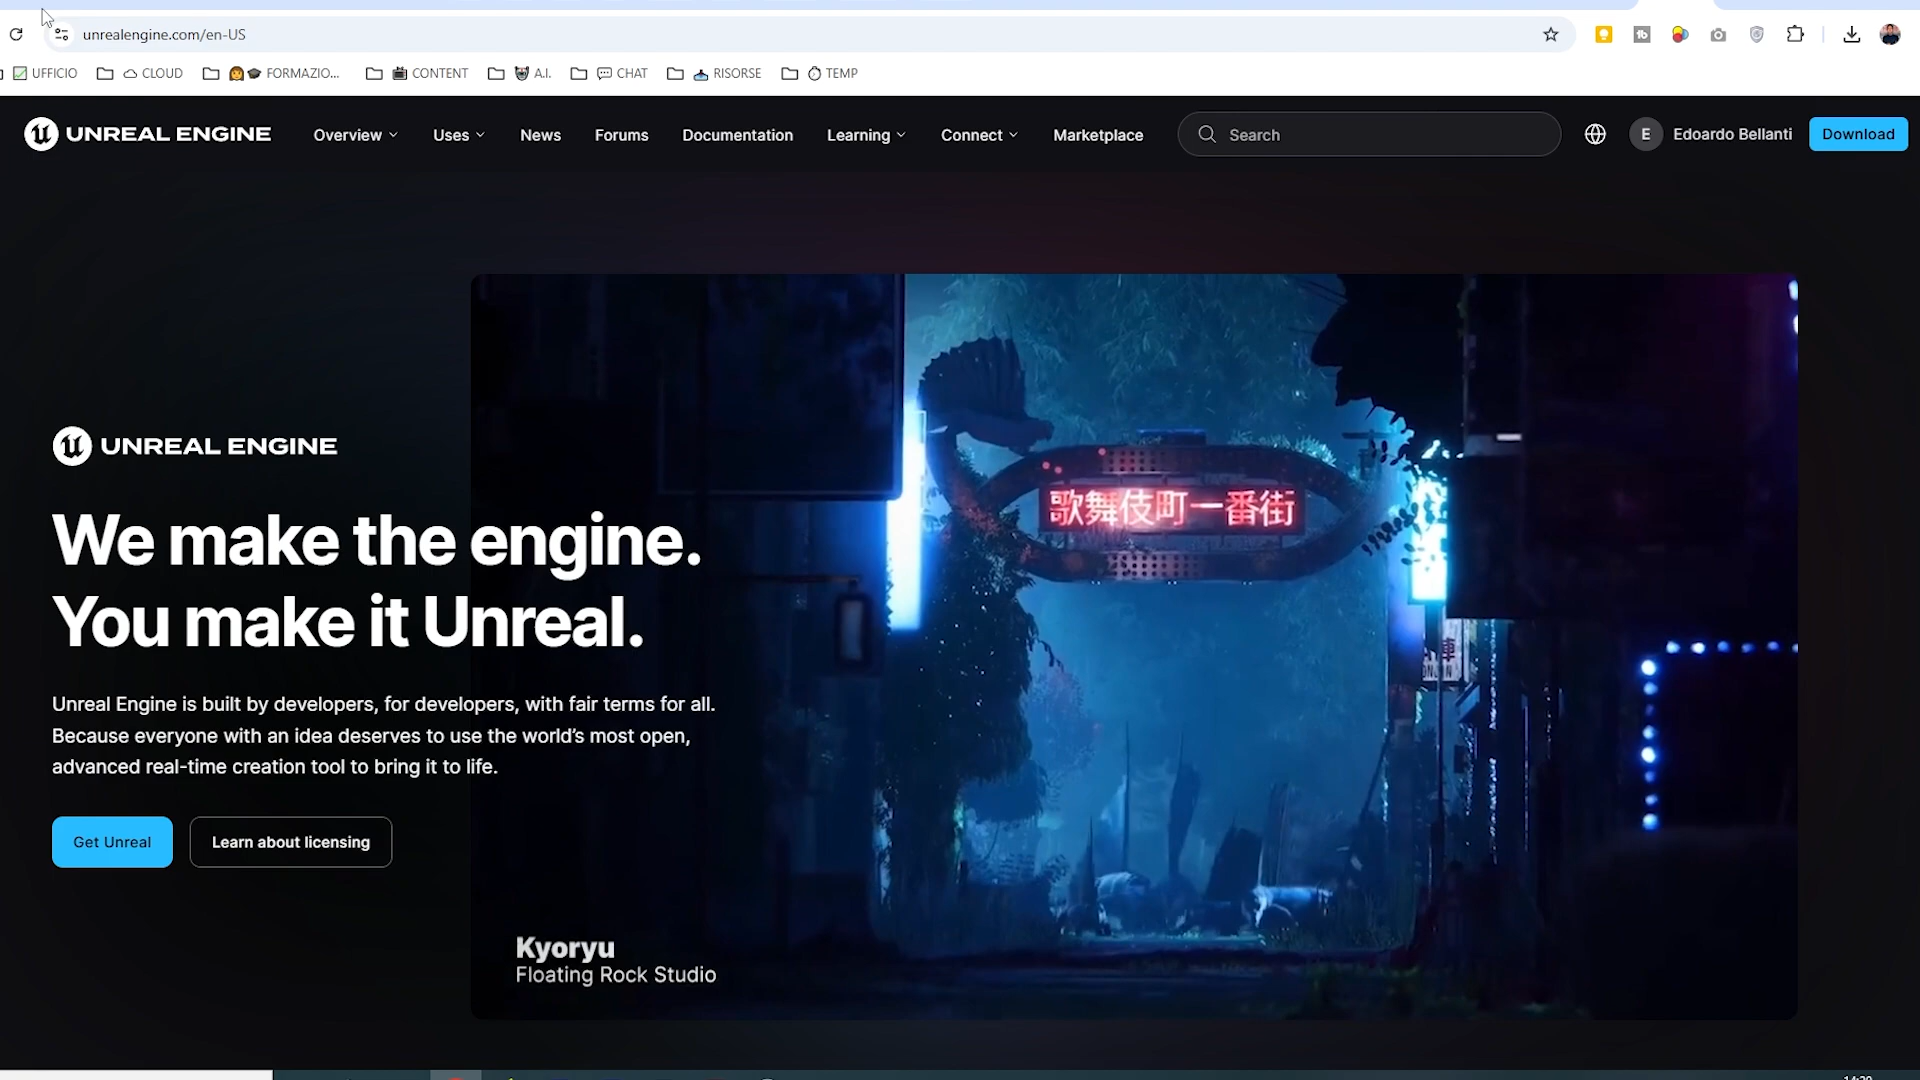 unrealengine.com/en-US
UFFICIO CLOUD FORMAZIO... CONTENT A.I. CHAT RISORSE TEMP
UNREAL ENGINE Overview Uses News Forums Documentation Learning Connect Marketplace Search E Edoardo Bellanti Download
歌舞伎町一番街
UNREAL ENGINE
We make the engine.
You make it Unreal.
Unreal Engine is built by developers, for developers, with fair terms for all.
Because everyone with an idea deserves to use the world’s most open,
advanced real-time creation tool to bring it to life.
Get Unreal Learn about licensing
Kyoryu
Floating Rock Studio